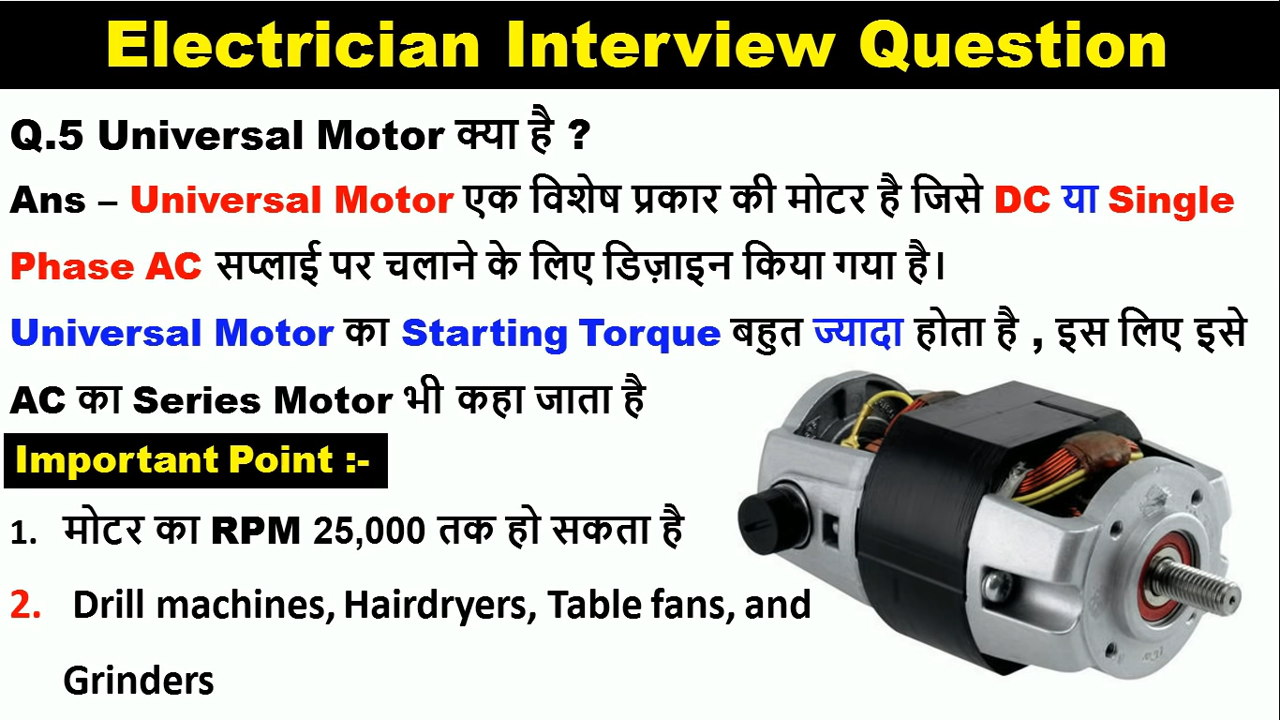 Electrician Interview Question
Q.5 Universal Motor क्या है ?
Ans – Universal Motor एक विशेष प्रकार की मोटर है जिसे DC या Single
Phase AC सप्लाई पर चलाने के लिए डिज़ाइन किया गया है।
Universal Motor का Starting Torque बहुत ज्यादा होता है , इस लिए इसे
AC का Series Motor भी कहा जाता है
Important Point :-
1. मोटर का RPM 25,000 तक हो सकता है
2. Drill machines, Hairdryers, Table fans, and
Grinders